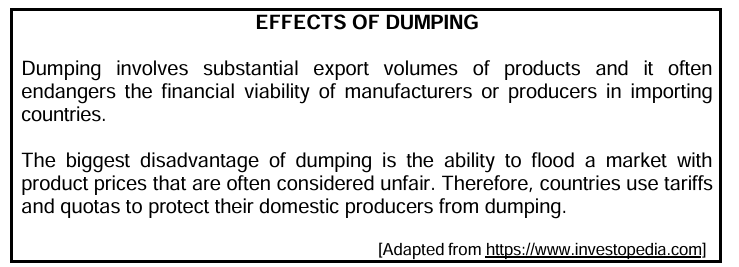 EFFECTS OF DUMPING
Dumping involves substantial export volumes of products and it often
endangers the financial viability of manufacturers or producers in importing
countries.
The biggest disadvantage of dumping is the ability to flood a market with
product prices that are often considered unfair. Therefore, countries use tariffs
and quotas to protect their domestic producers from dumping.
[Adapted from https://www.investopedia.com]